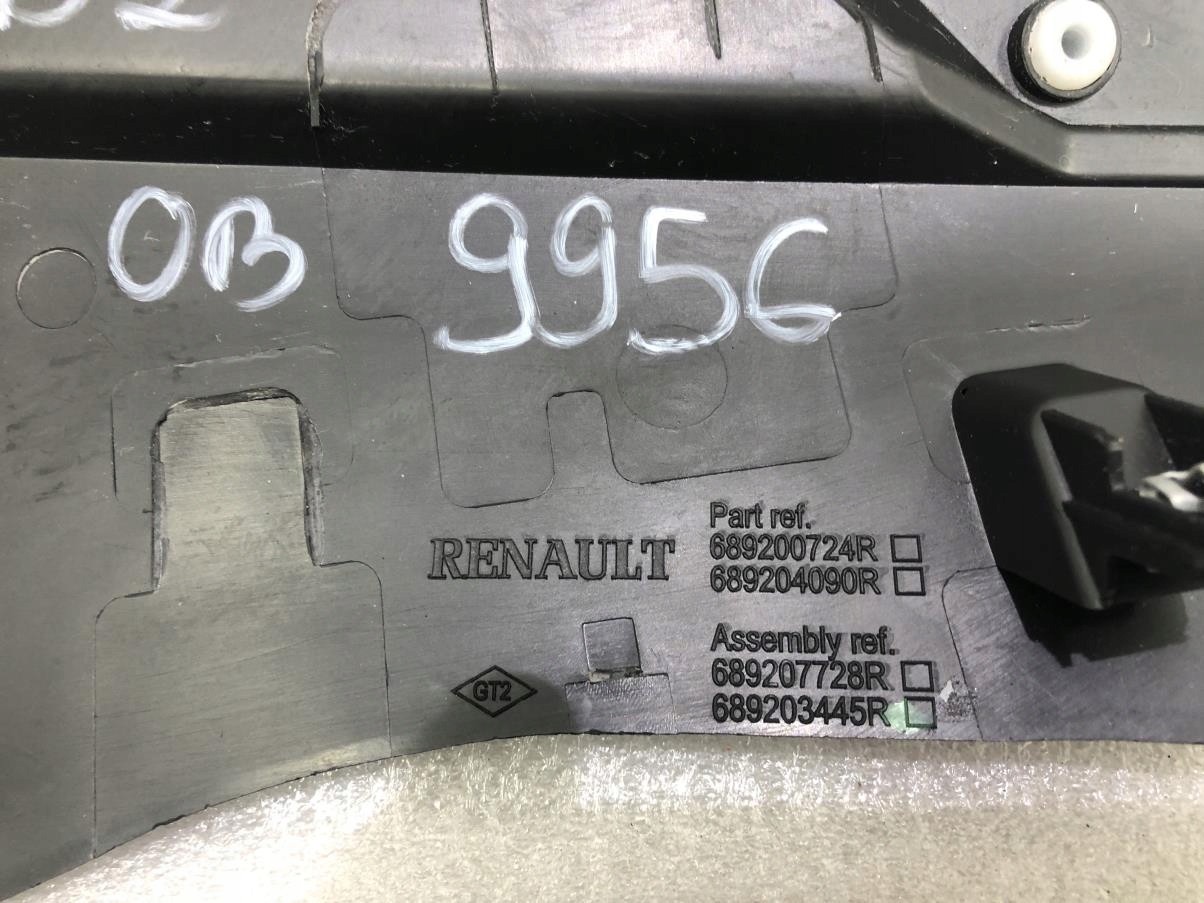 OB 9956
RENAULT
Part ref.
689200724R
689204090R
Assembly ref.
689207728R
689203445R
GT2